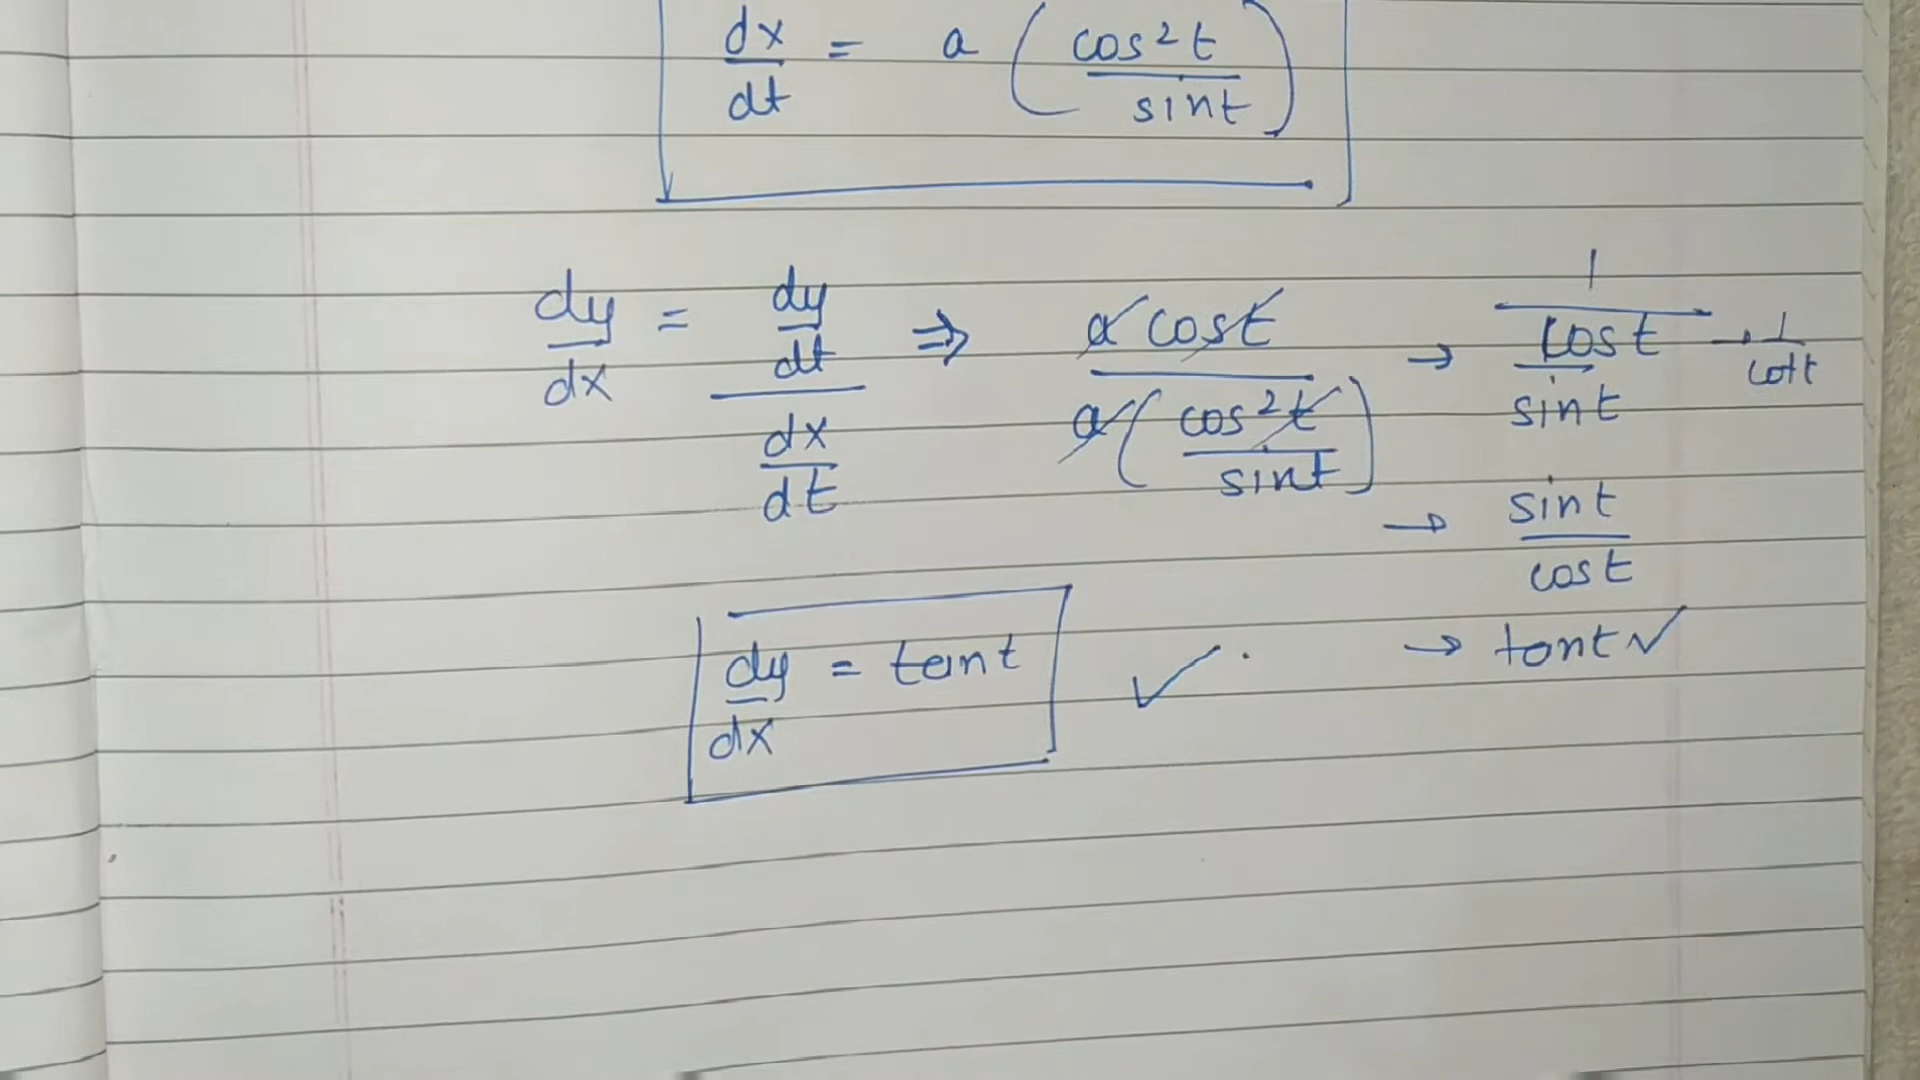 dx/dt = a ( cos²t / sint )
dy/dx = (dy/dt) / (dx/dt) ⇒ a cost / a ( cos²t / sint ) → 1 / (cost / sint) → 1/cott
→ sint / cost
→ tant ✓
dy/dx = tant ✓ .